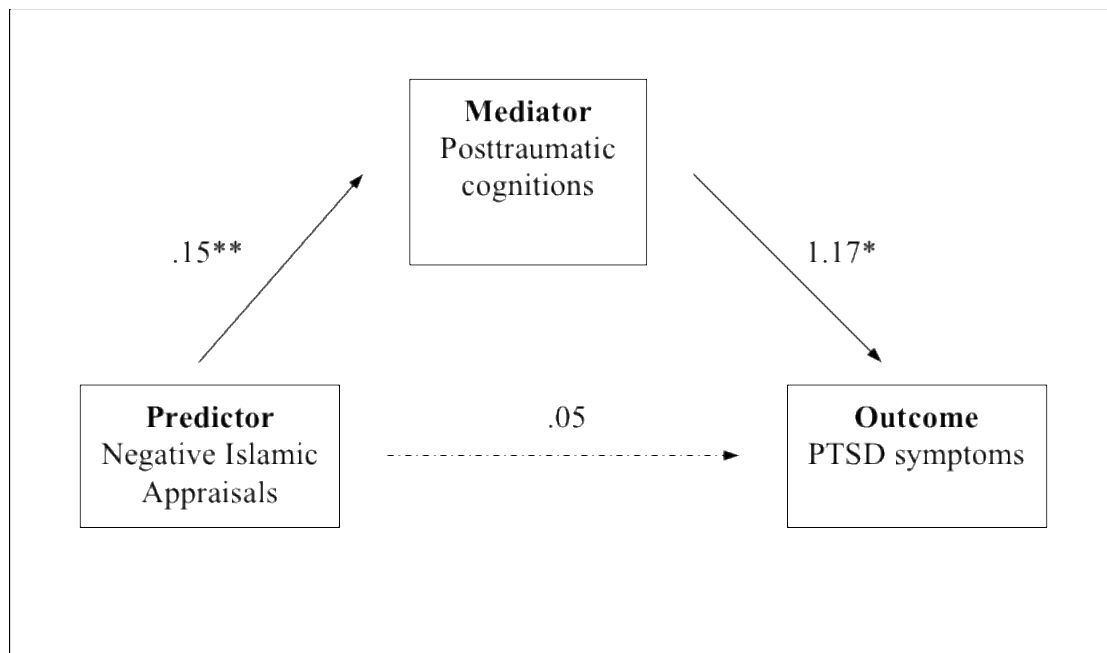 Mediator
Posttraumatic
cognitions
.15**
1.17*
Predictor
Negative Islamic
Appraisals
.05
Outcome
PTSD symptoms